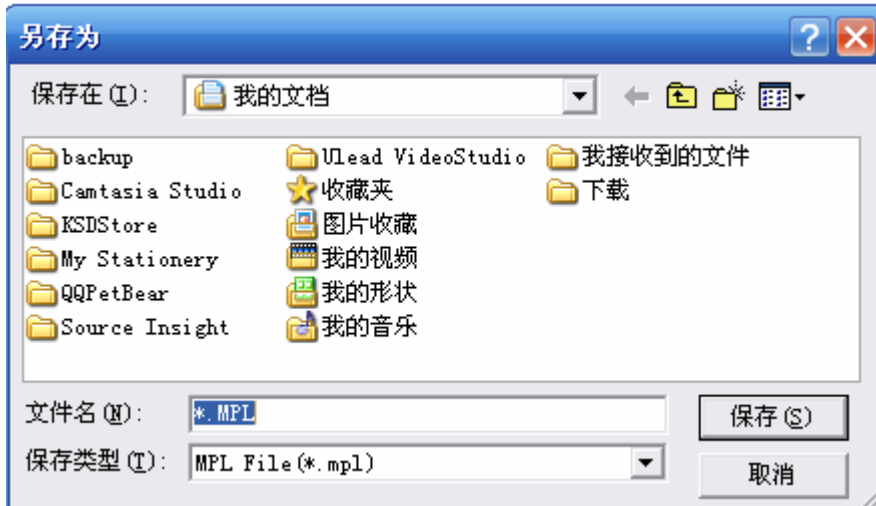 另存为
保存在(I): 我的文档
backup
Camtasia Studio
KSDStore
My Stationery
QQPetBear
Source Insight
Ulead VideoStudio
收藏夹
图片收藏
我的视频
我的形状
我的音乐
我接收到的文件
下载
文件名(N): *.MPL 保存(S)
保存类型(T): MPL File(*.mpl) 取消